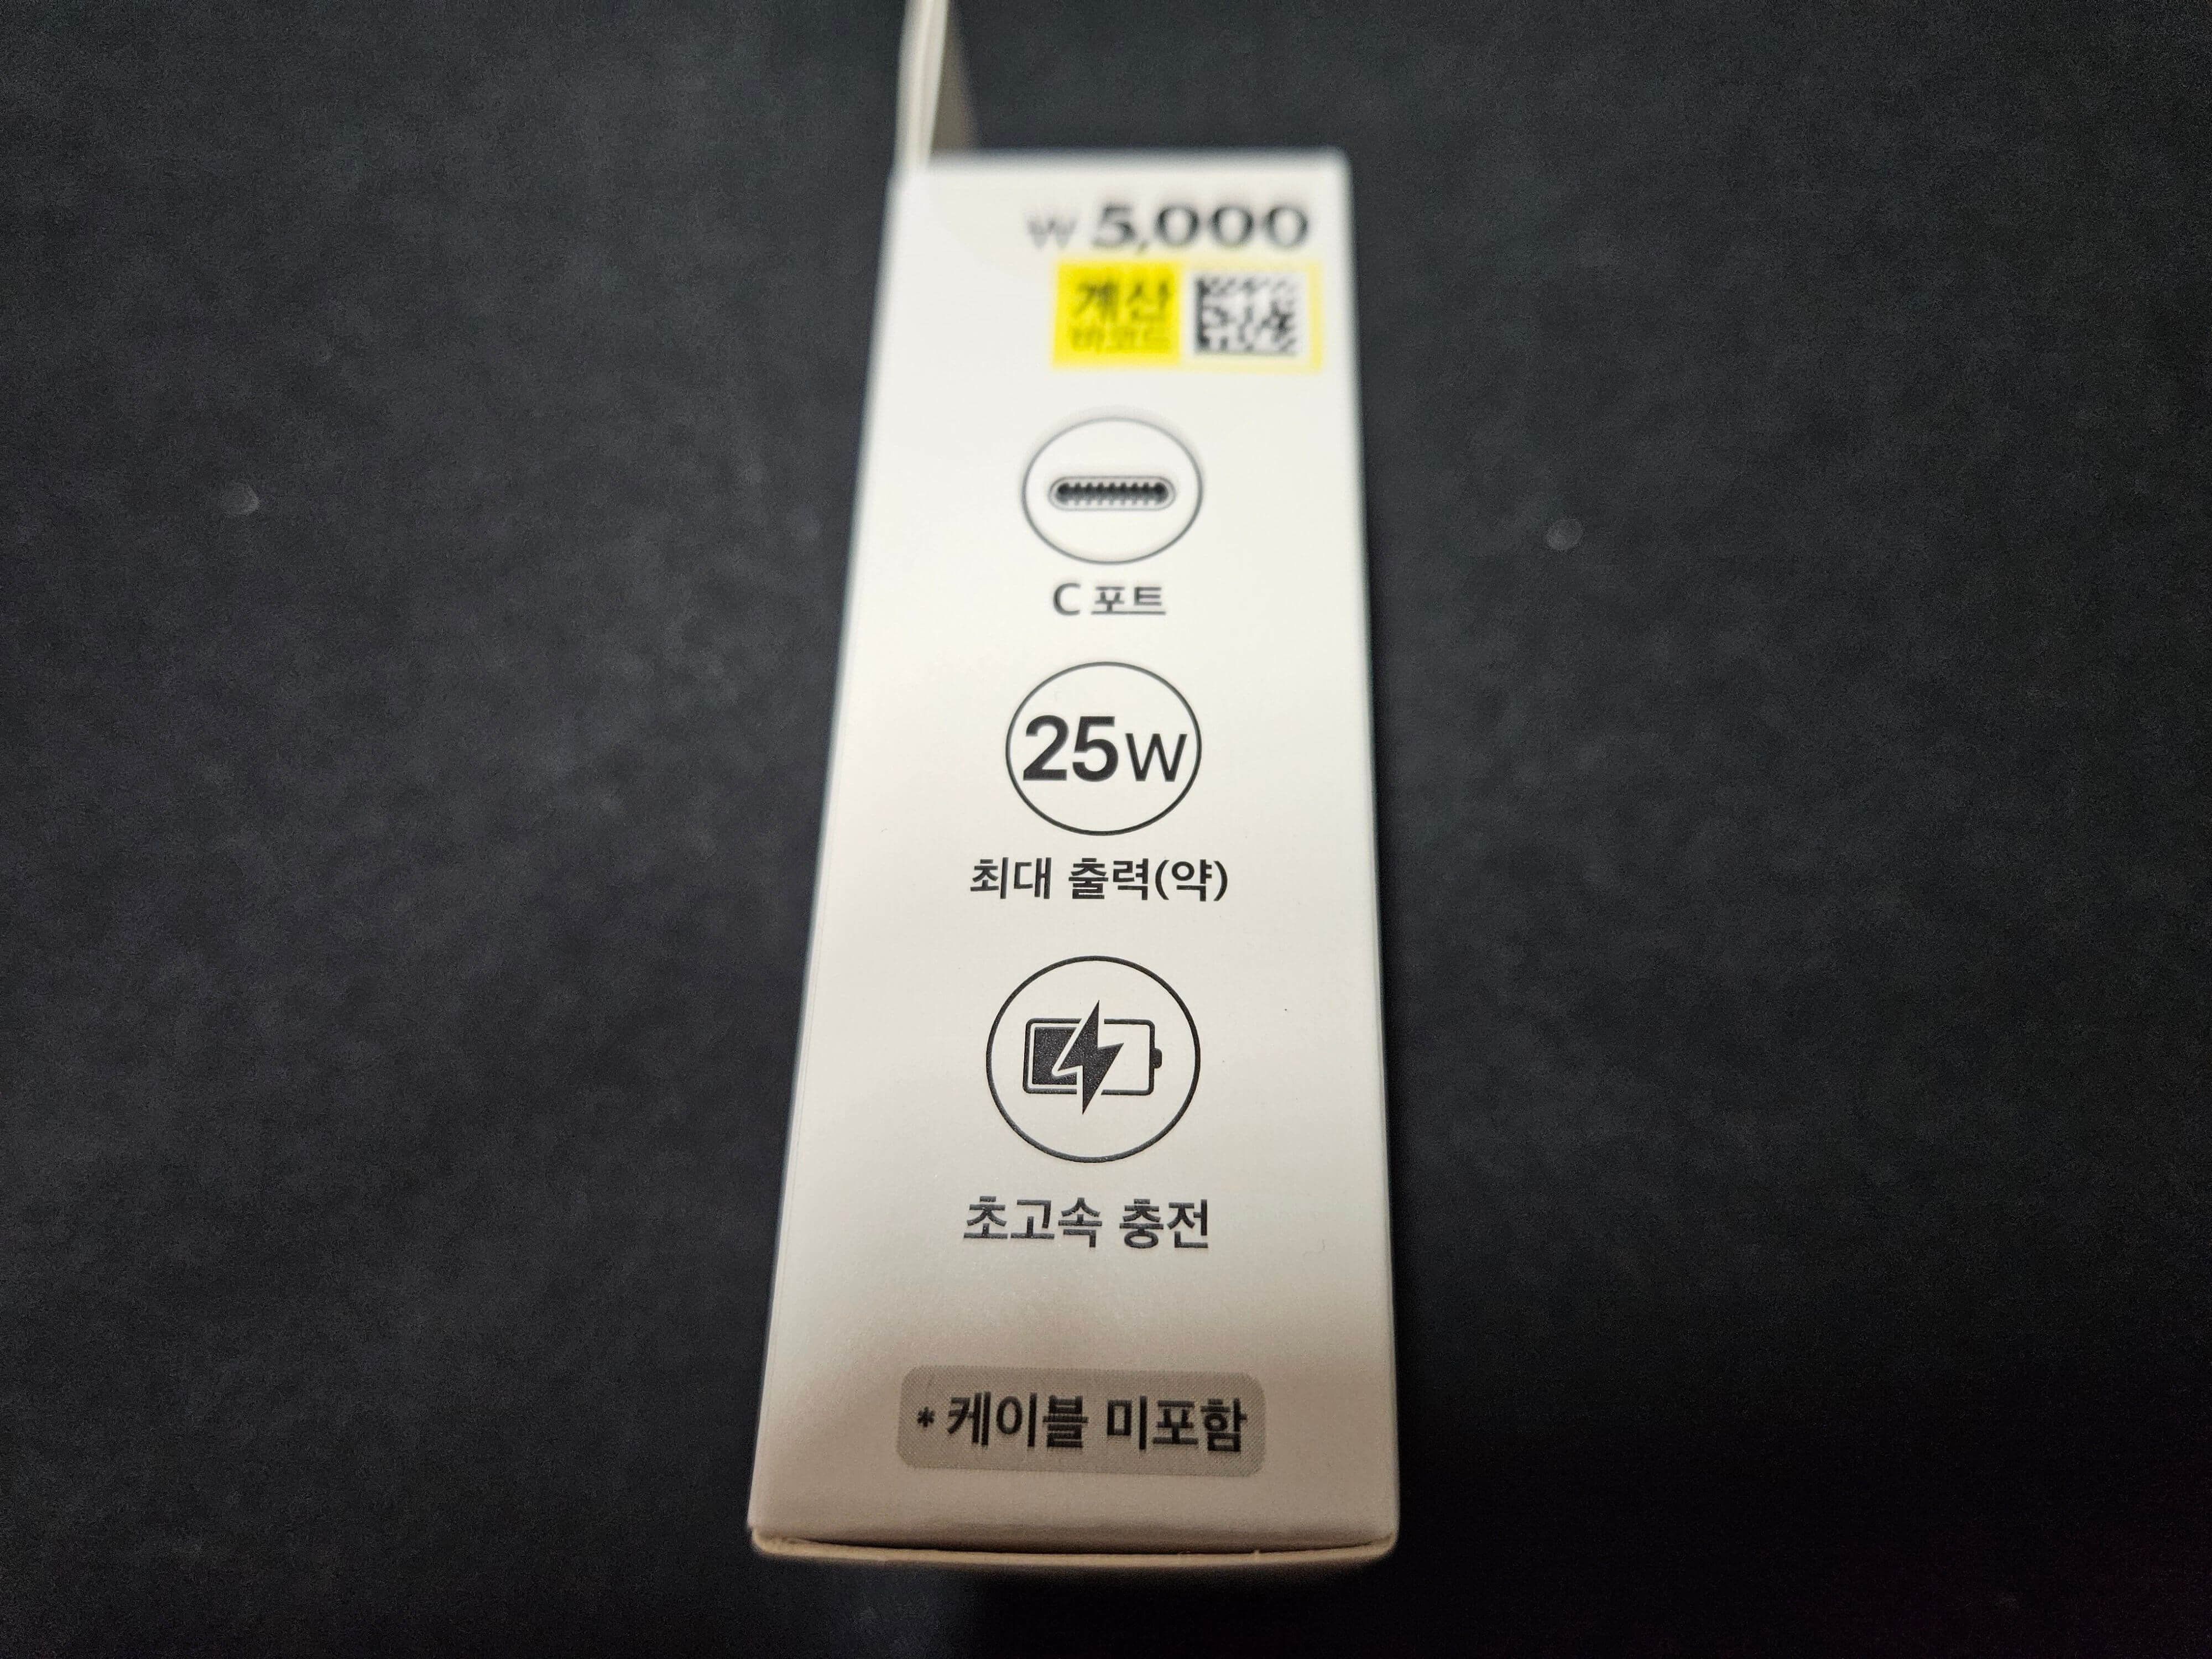 ₩ 5,000
계산
바코드
C 포트
25W
최대 출력(약)
초고속 충전
* 케이블 미포함